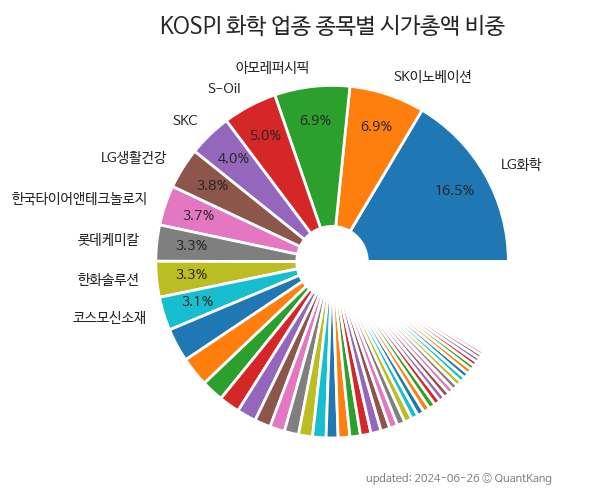 KOSPI 화학 업종 종목별 시가총액 비중
아모레퍼시픽
SK이노베이션
S-Oil
SKC
LG생활건강
LG화학
한국타이어앤테크놀로지
롯데케미칼
한화솔루션
코스모신소재
16.5%
6.9%
6.9%
5.0%
4.0%
3.8%
3.7%
3.3%
3.3%
3.1%
updated: 2024-06-26 © QuantKang